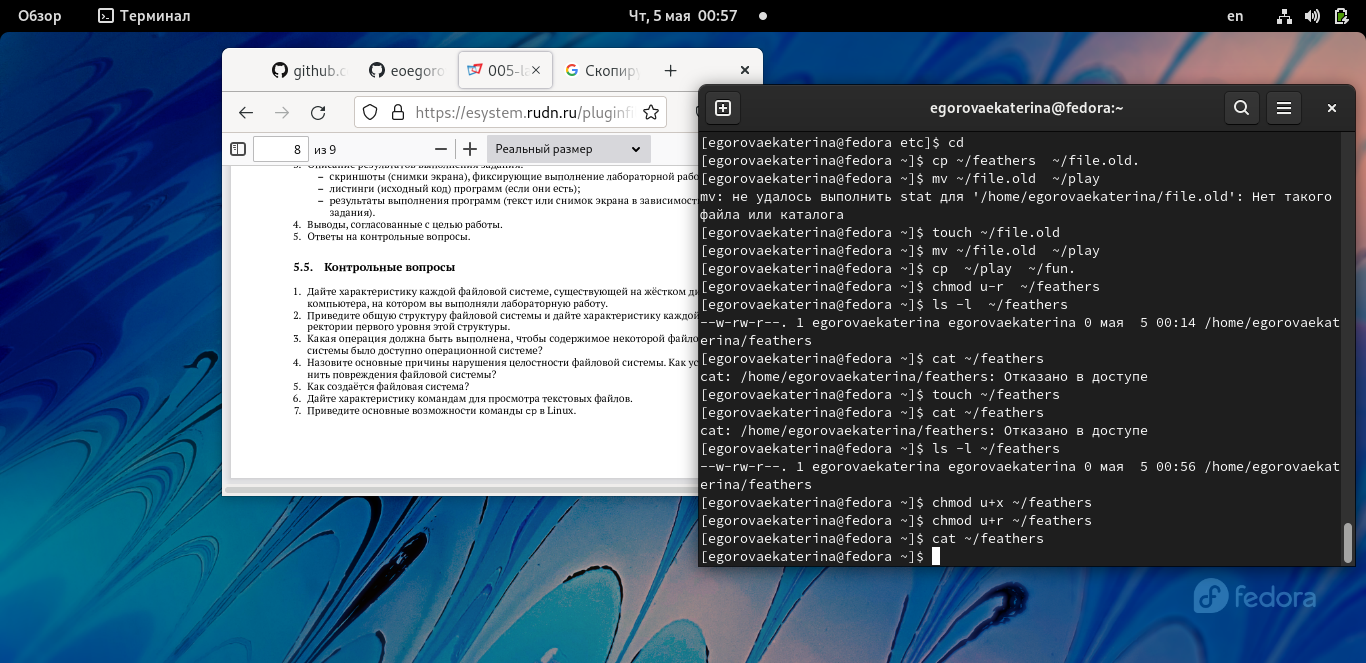 Обзор
Терминал
Чт, 5 мая 00:57
en
github.c
eoegoro
005-la
Скопиру
https://esystem.rudn.ru/pluginfi
8 из 9
Реальный размер
– скриншоты (снимки экрана), фиксирующие выполнение лабораторной рабо
– листинги (исходный код) программ (если они есть);
– результаты выполнения программ (текст или снимок экрана в зависимост
задания).
4. Выводы, согласованные с целью работы.
5. Ответы на контрольные вопросы.
5.5. Контрольные вопросы
1. Дайте характеристику каждой файловой системе, существующей на жёстком ди
компьютера, на котором вы выполняли лабораторную работу.
2. Приведите общую структуру файловой системы и дайте характеристику каждой
ректории первого уровня этой структуры.
3. Какая операция должна быть выполнена, чтобы содержимое некоторой файло
системы было доступно операционной системе?
4. Назовите основные причины нарушения целостности файловой системы. Как ус
нить повреждения файловой системы?
5. Как создаётся файловая система?
6. Дайте характеристику командам для просмотра текстовых файлов.
7. Приведите основные возможности команды cp в Linux.
egorovaekaterina@fedora:~
[egorovaekaterina@fedora etc]$ cd
[egorovaekaterina@fedora ~]$ cp ~/feathers  ~/file.old.
[egorovaekaterina@fedora ~]$ mv ~/file.old  ~/play
mv: не удалось выполнить stat для '/home/egorovaekaterina/file.old': Нет такого
файла или каталога
[egorovaekaterina@fedora ~]$ touch ~/file.old
[egorovaekaterina@fedora ~]$ mv ~/file.old  ~/play
[egorovaekaterina@fedora ~]$ cp  ~/play  ~/fun.
[egorovaekaterina@fedora ~]$ chmod u-r  ~/feathers
[egorovaekaterina@fedora ~]$ ls -l  ~/feathers
--w-rw-r--. 1 egorovaekaterina egorovaekaterina 0 мая  5 00:14 /home/egorovaekat
erina/feathers
[egorovaekaterina@fedora ~]$ cat ~/feathers
cat: /home/egorovaekaterina/feathers: Отказано в доступе
[egorovaekaterina@fedora ~]$ touch ~/feathers
[egorovaekaterina@fedora ~]$ cat ~/feathers
cat: /home/egorovaekaterina/feathers: Отказано в доступе
[egorovaekaterina@fedora ~]$ ls -l ~/feathers
--w-rw-r--. 1 egorovaekaterina egorovaekaterina 0 мая  5 00:56 /home/egorovaekat
erina/feathers
[egorovaekaterina@fedora ~]$ chmod u+x ~/feathers
[egorovaekaterina@fedora ~]$ chmod u+r ~/feathers
[egorovaekaterina@fedora ~]$ cat ~/feathers
[egorovaekaterina@fedora ~]$
fedora